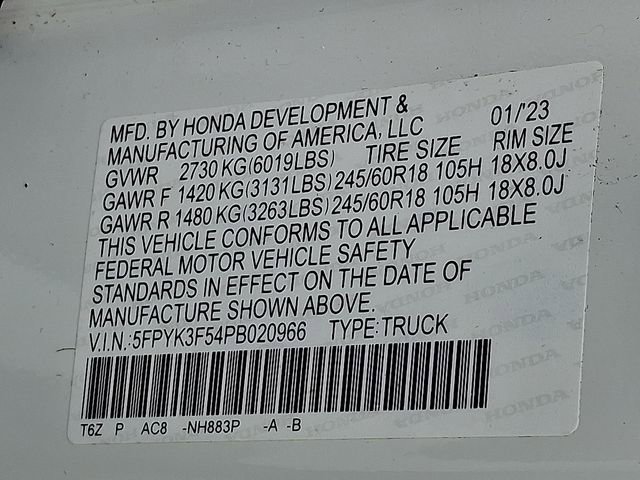 MFD. BY HONDA DEVELOPMENT &
MANUFACTURING OF AMERICA, LLC 01/'23
GVWR 2730 KG(6019LBS) TIRE SIZE RIM SIZE
GAWR F 1420 KG(3131LBS) 245/60R18 105H 18X8.0J
GAWR R 1480 KG(3263LBS) 245/60R18 105H 18X8.0J
THIS VEHICLE CONFORMS TO ALL APPLICABLE
FEDERAL MOTOR VEHICLE SAFETY
STANDARDS IN EFFECT ON THE DATE OF
MANUFACTURE SHOWN ABOVE.
V.I.N.:5FPYK3F54PB020966 TYPE:TRUCK
T6Z P AC8 -NH883P -A -B